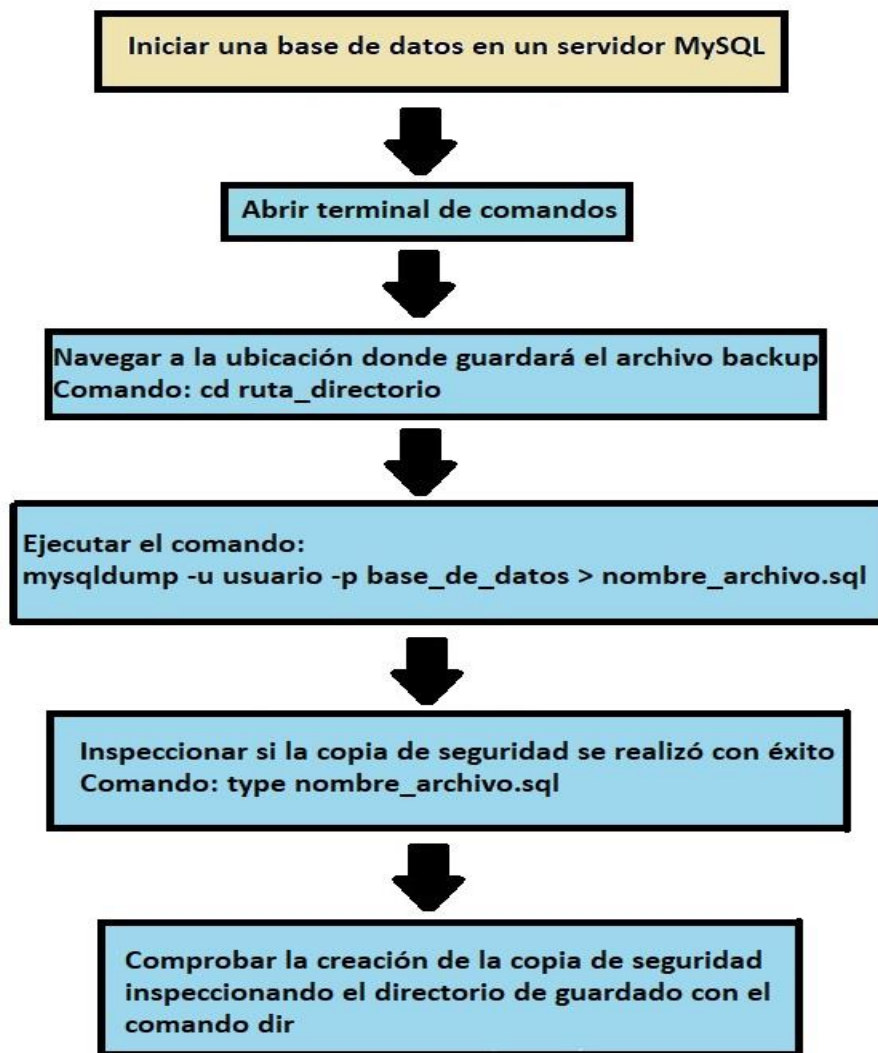 Iniciar una base de datos en un servidor MySQL
Abrir terminal de comandos
Navegar a la ubicación donde guardará el archivo backup
Comando: cd ruta_directorio
Ejecutar el comando:
mysqldump -u usuario -p base_de_datos > nombre_archivo.sql
Inspeccionar si la copia de seguridad se realizó con éxito
Comando: type nombre_archivo.sql
Comprobar la creación de la copia de seguridad
inspeccionando el directorio de guardado con el
comando dir